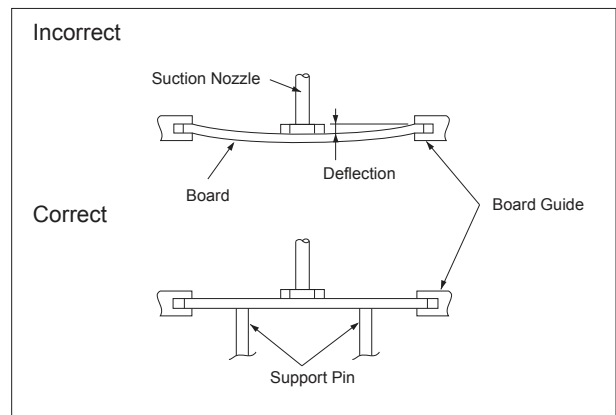 Incorrect
Suction Nozzle
Deflection
Board
Board Guide
Correct
Support Pin